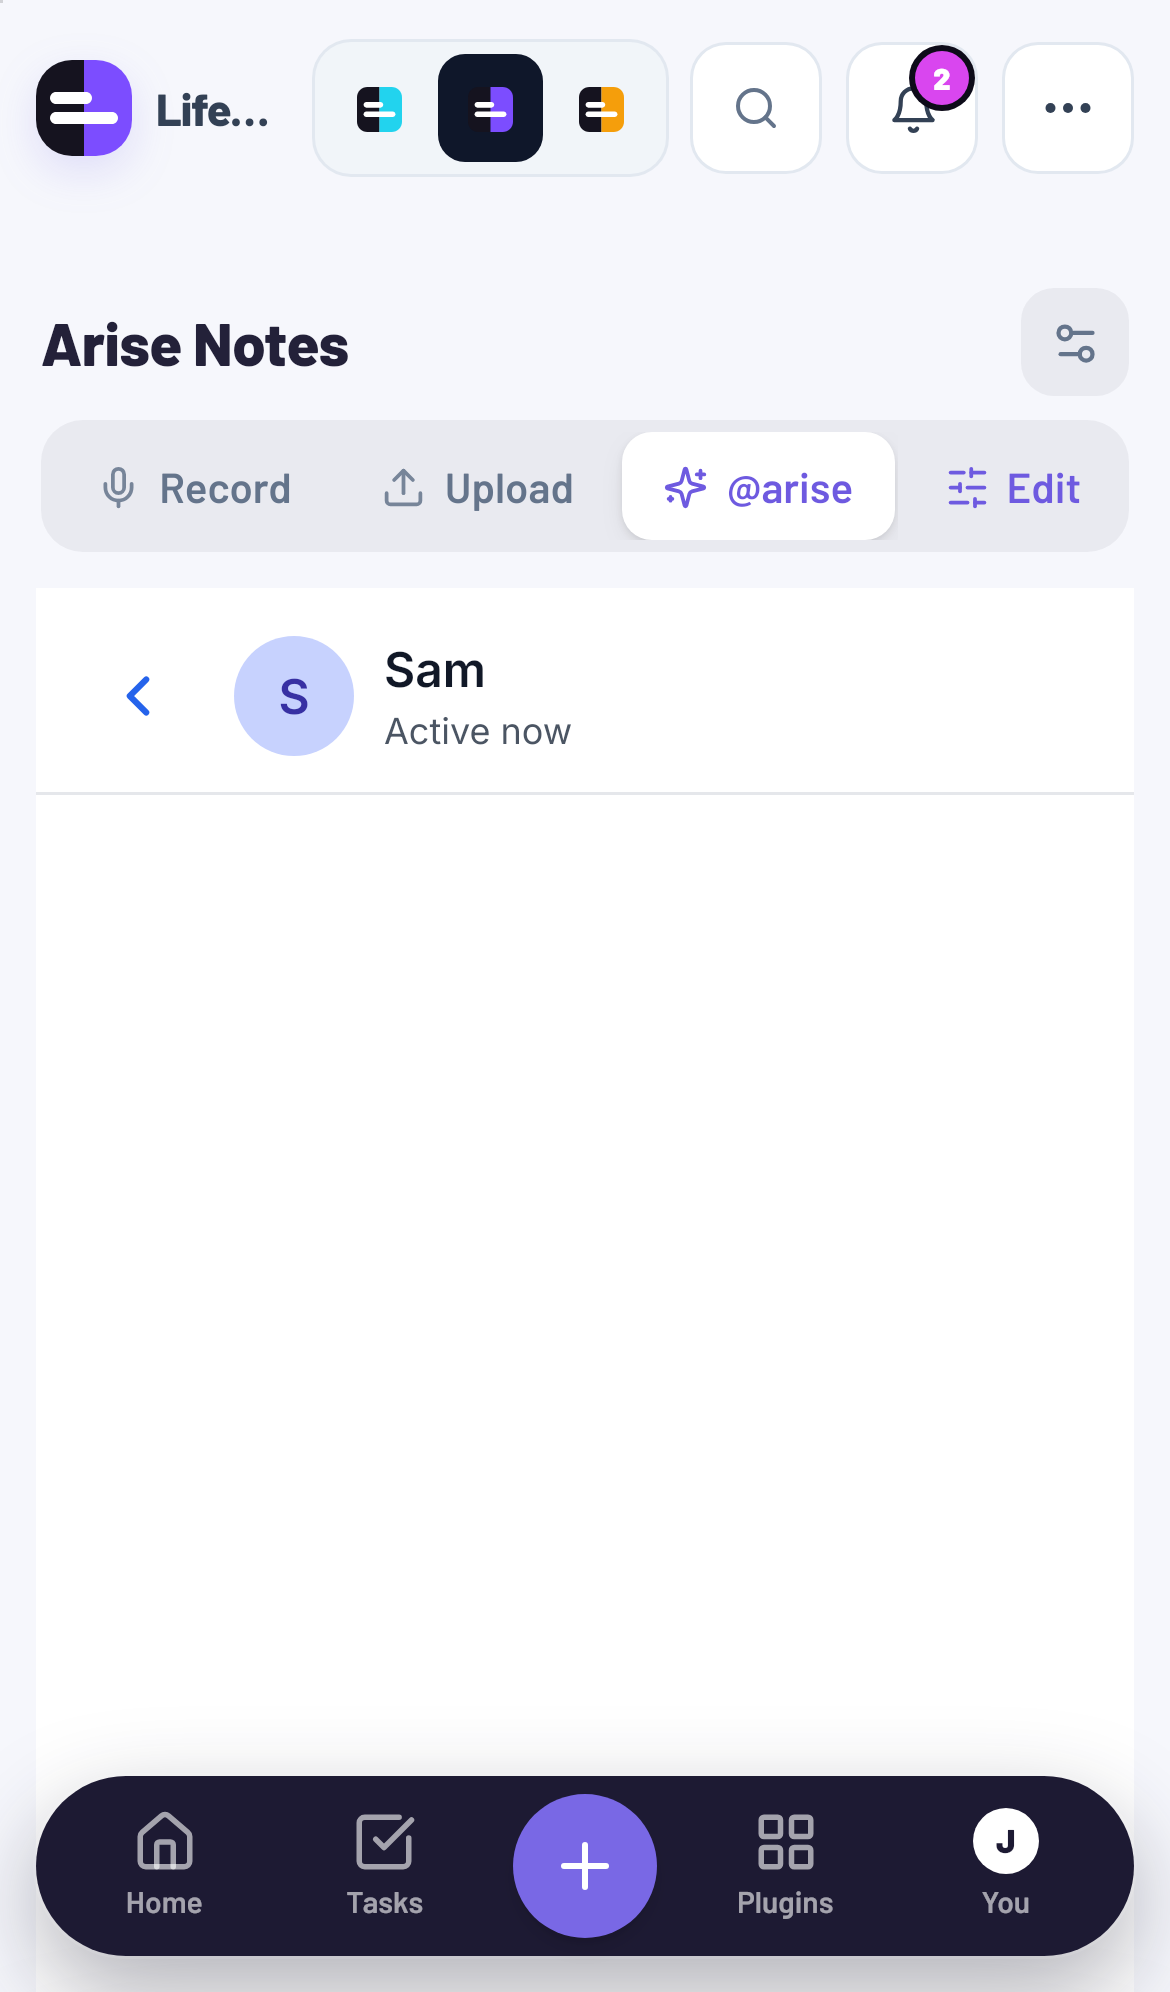 Life...
2
Arise Notes
Record
Upload
@arise
Edit
S
Sam
Active now
Home
Tasks
Plugins
J
You